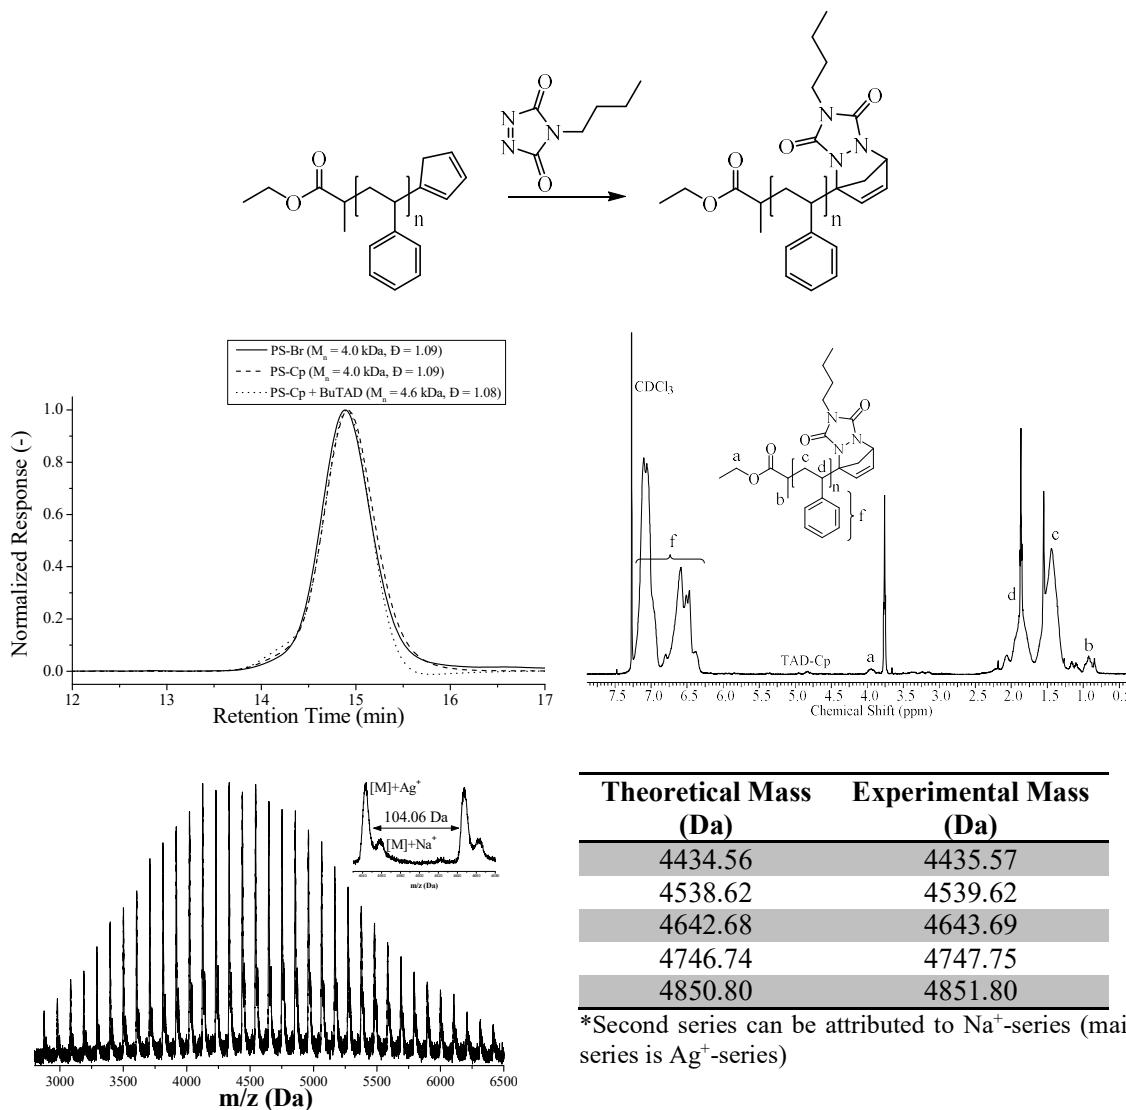 O
O
N
N
N
O
O
O
n
N
O
O
N
N
O
O
n
PS-Br (Mn = 4.0 kDa, Đ = 1.09)
PS-Cp (Mn = 4.0 kDa, Đ = 1.09)
PS-Cp + BuTAD (Mn = 4.6 kDa, Đ = 1.08)
Normalized Response (-)
1.0
0.8
0.6
0.4
0.2
0.0
12 13 14 15 16 17
Retention Time (min)
CDCl3
N
O
O
N
N
a
O
O
c
d
n
b
f
f
d
c
TAD-Cp
a
b
7.5 7.0 6.5 6.0 5.5 5.0 4.5 4.0 3.5 3.0 2.5 2.0 1.5 1.0 0.5
Chemical Shift (ppm)
[M]+Ag+
104.06 Da
[M]+Na+
m/z (Da)
3000 3500 4000 4500 5000 5500 6000 6500
m/z (Da)
Theoretical Mass (Da) Experimental Mass (Da)
4434.56 4435.57
4538.62 4539.62
4642.68 4643.69
4746.74 4747.75
4850.80 4851.80
*Second series can be attributed to Na+-series (mai
series is Ag+-series)